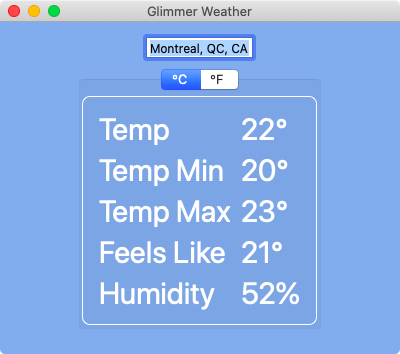 Glimmer Weather
Montreal, QC, CA
°C °F
Temp 22°
Temp Min 20°
Temp Max 23°
Feels Like 21°
Humidity 52%